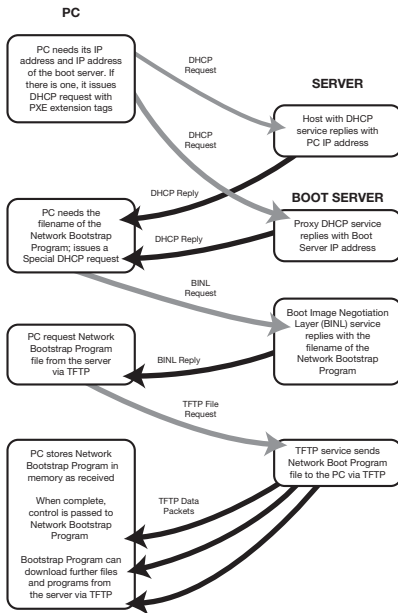 PC
PC needs its IP
address and IP address
of the boot server. If
there is one, it issues
DHCP request with
PXE extension tags
DHCP
Request
SERVER
Host with DHCP
service replies with
PC IP address
DHCP
Request
DHCP Reply
BOOT SERVER
PC needs the
filename of the
Network Bootstrap
Program; issues a
Special DHCP request
Proxy DHCP service
replies with Boot
Server IP address
DHCP Reply
BINL
Request
Boot Image Negotiation
Layer (BINL) service
replies with the
filename of the
Network Bootstrap
Program
PC request Network
Bootstrap Program
file from the server
via TFTP
BINL Reply
TFTP File
Request
TFTP service sends
Network Boot Program
file to the PC via TFTP
PC stores Network
Bootstrap Program in
memory as received
When complete,
control is passed to
Network Bootstrap
Program
Bootstrap Program can
download further files
and programs from
the server via TFTP
TFTP Data
Packets